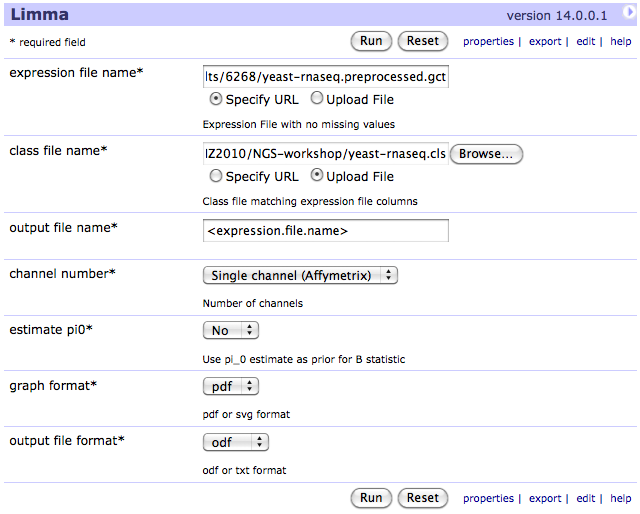 Limma version 14.0.0.1
* required field Run Reset properties | export | edit | help
expression file name* lts/6268/yeast-rnaseq.preprocessed.gct
Specify URL Upload File
Expression File with no missing values
class file name* IZ2010/NGS-workshop/yeast-rnaseq.cls Browse...
Specify URL Upload File
Class file matching expression file columns
output file name* <expression.file.name>
channel number* Single channel (Affymetrix)
Number of channels
estimate pi0* No
Use pi_0 estimate as prior for B statistic
graph format* pdf
pdf or svg format
output file format* odf
odf or txt format
Run Reset properties | export | edit | help